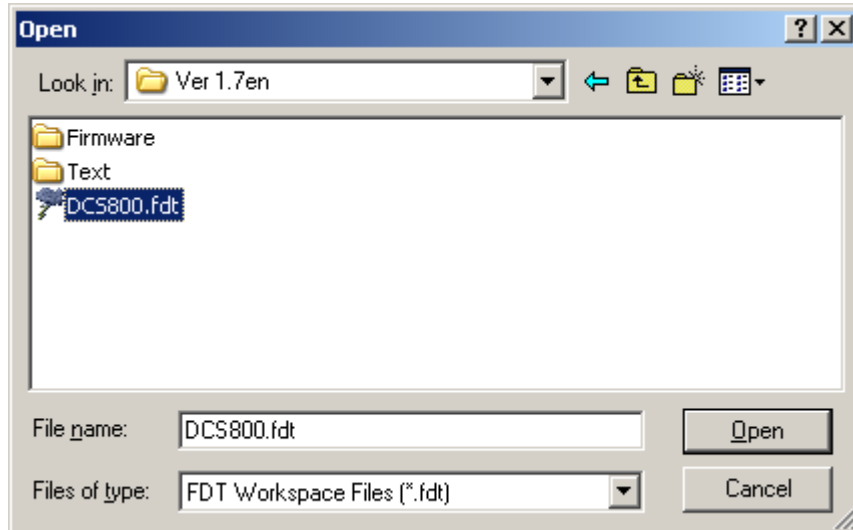 Open
Look in: Ver 1.7en
Firmware
Text
DCS800.fdt
File name: DCS800.fdt Open
Files of type: FDT Workspace Files (*.fdt) Cancel